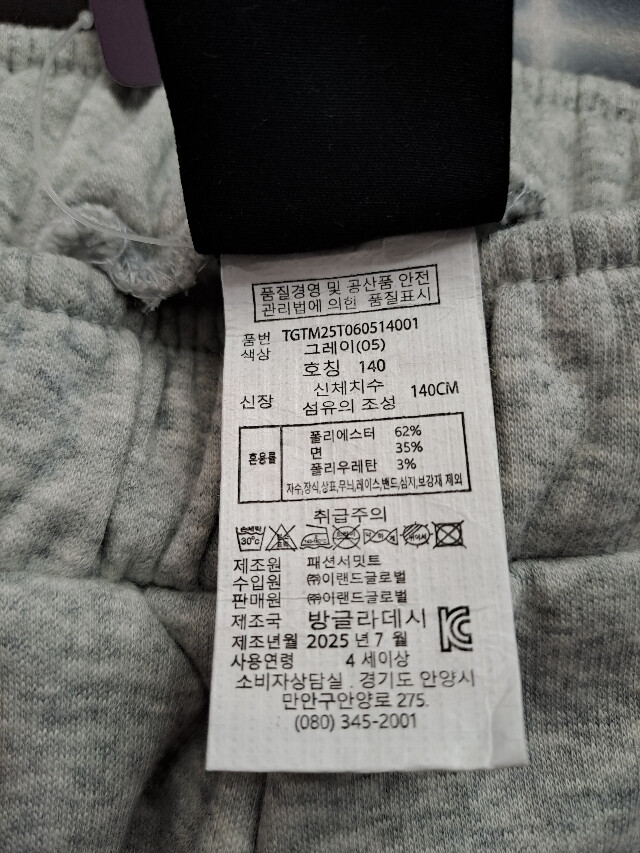 품질경영 및 공산품 안전
관리법에 의한 품질표시
품번 TGTM25T060514001
색상 그레이(05)
호칭 140
신체치수
신장 140CM
섬유의 조성
혼용률
폴리에스터 62%
면 35%
폴리우레탄 3%
자수,장식,상표,무늬,레이스,밴드,심지,보강재 제외
취급주의
손세탁
30°c
제조원 패션서밋트
수입원 ㈜이랜드글로벌
판매원 ㈜이랜드글로벌
제조국 방글라데시
제조년월 2025 년 7 월
사용연령 4 세이상
소비자상담실 . 경기도 안양시
만안구안양로 275.
(080) 345-2001